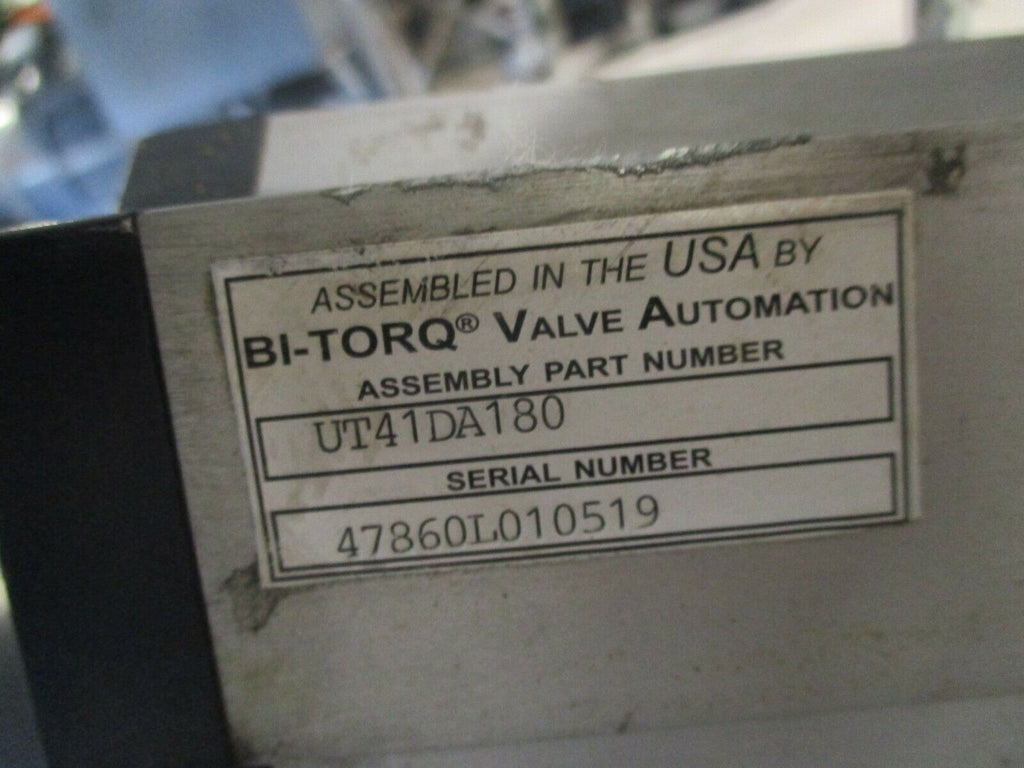 ASSEMBLED IN THE USA BY
BI-TORQ® VALVE AUTOMATION
ASSEMBLY PART NUMBER
UT41DA180
SERIAL NUMBER
47860L010519